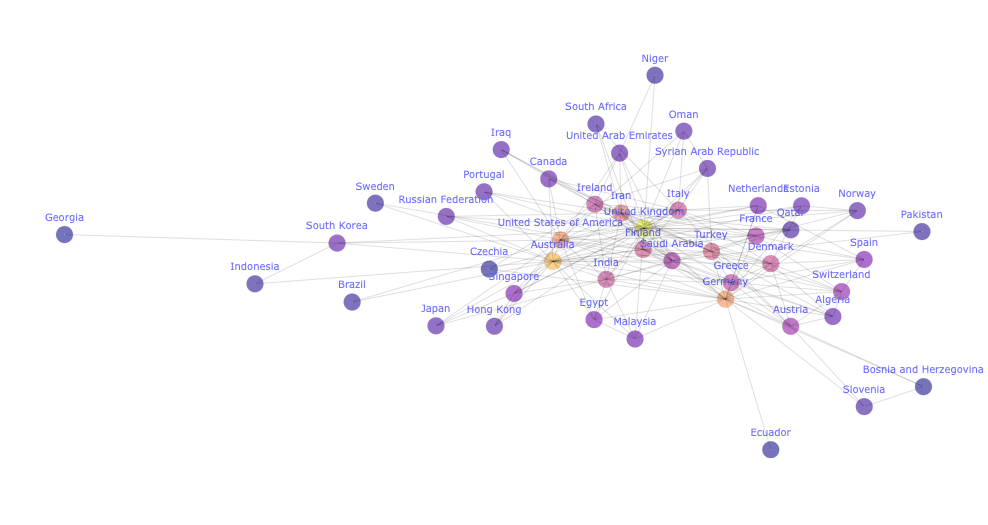 Niger
South Africa
Oman
United Arab Emirates
Iraq
Syrian Arab Republic
Canada
Portugal
Sweden
Ireland
Iran
Italy
Netherlands
Estonia
Norway
Russian Federation
Georgia
South Korea
United States of America
United Kingdom
France
Qatar
Pakistan
Finland
Turkey
Australia
Saudi Arabia
Denmark
Spain
Czechia
Indonesia
Singapore
India
Greece
Germany
Switzerland
Brazil
Japan
Hong Kong
Egypt
Malaysia
Austria
Algeria
Bosnia and Herzegovina
Slovenia
Ecuador